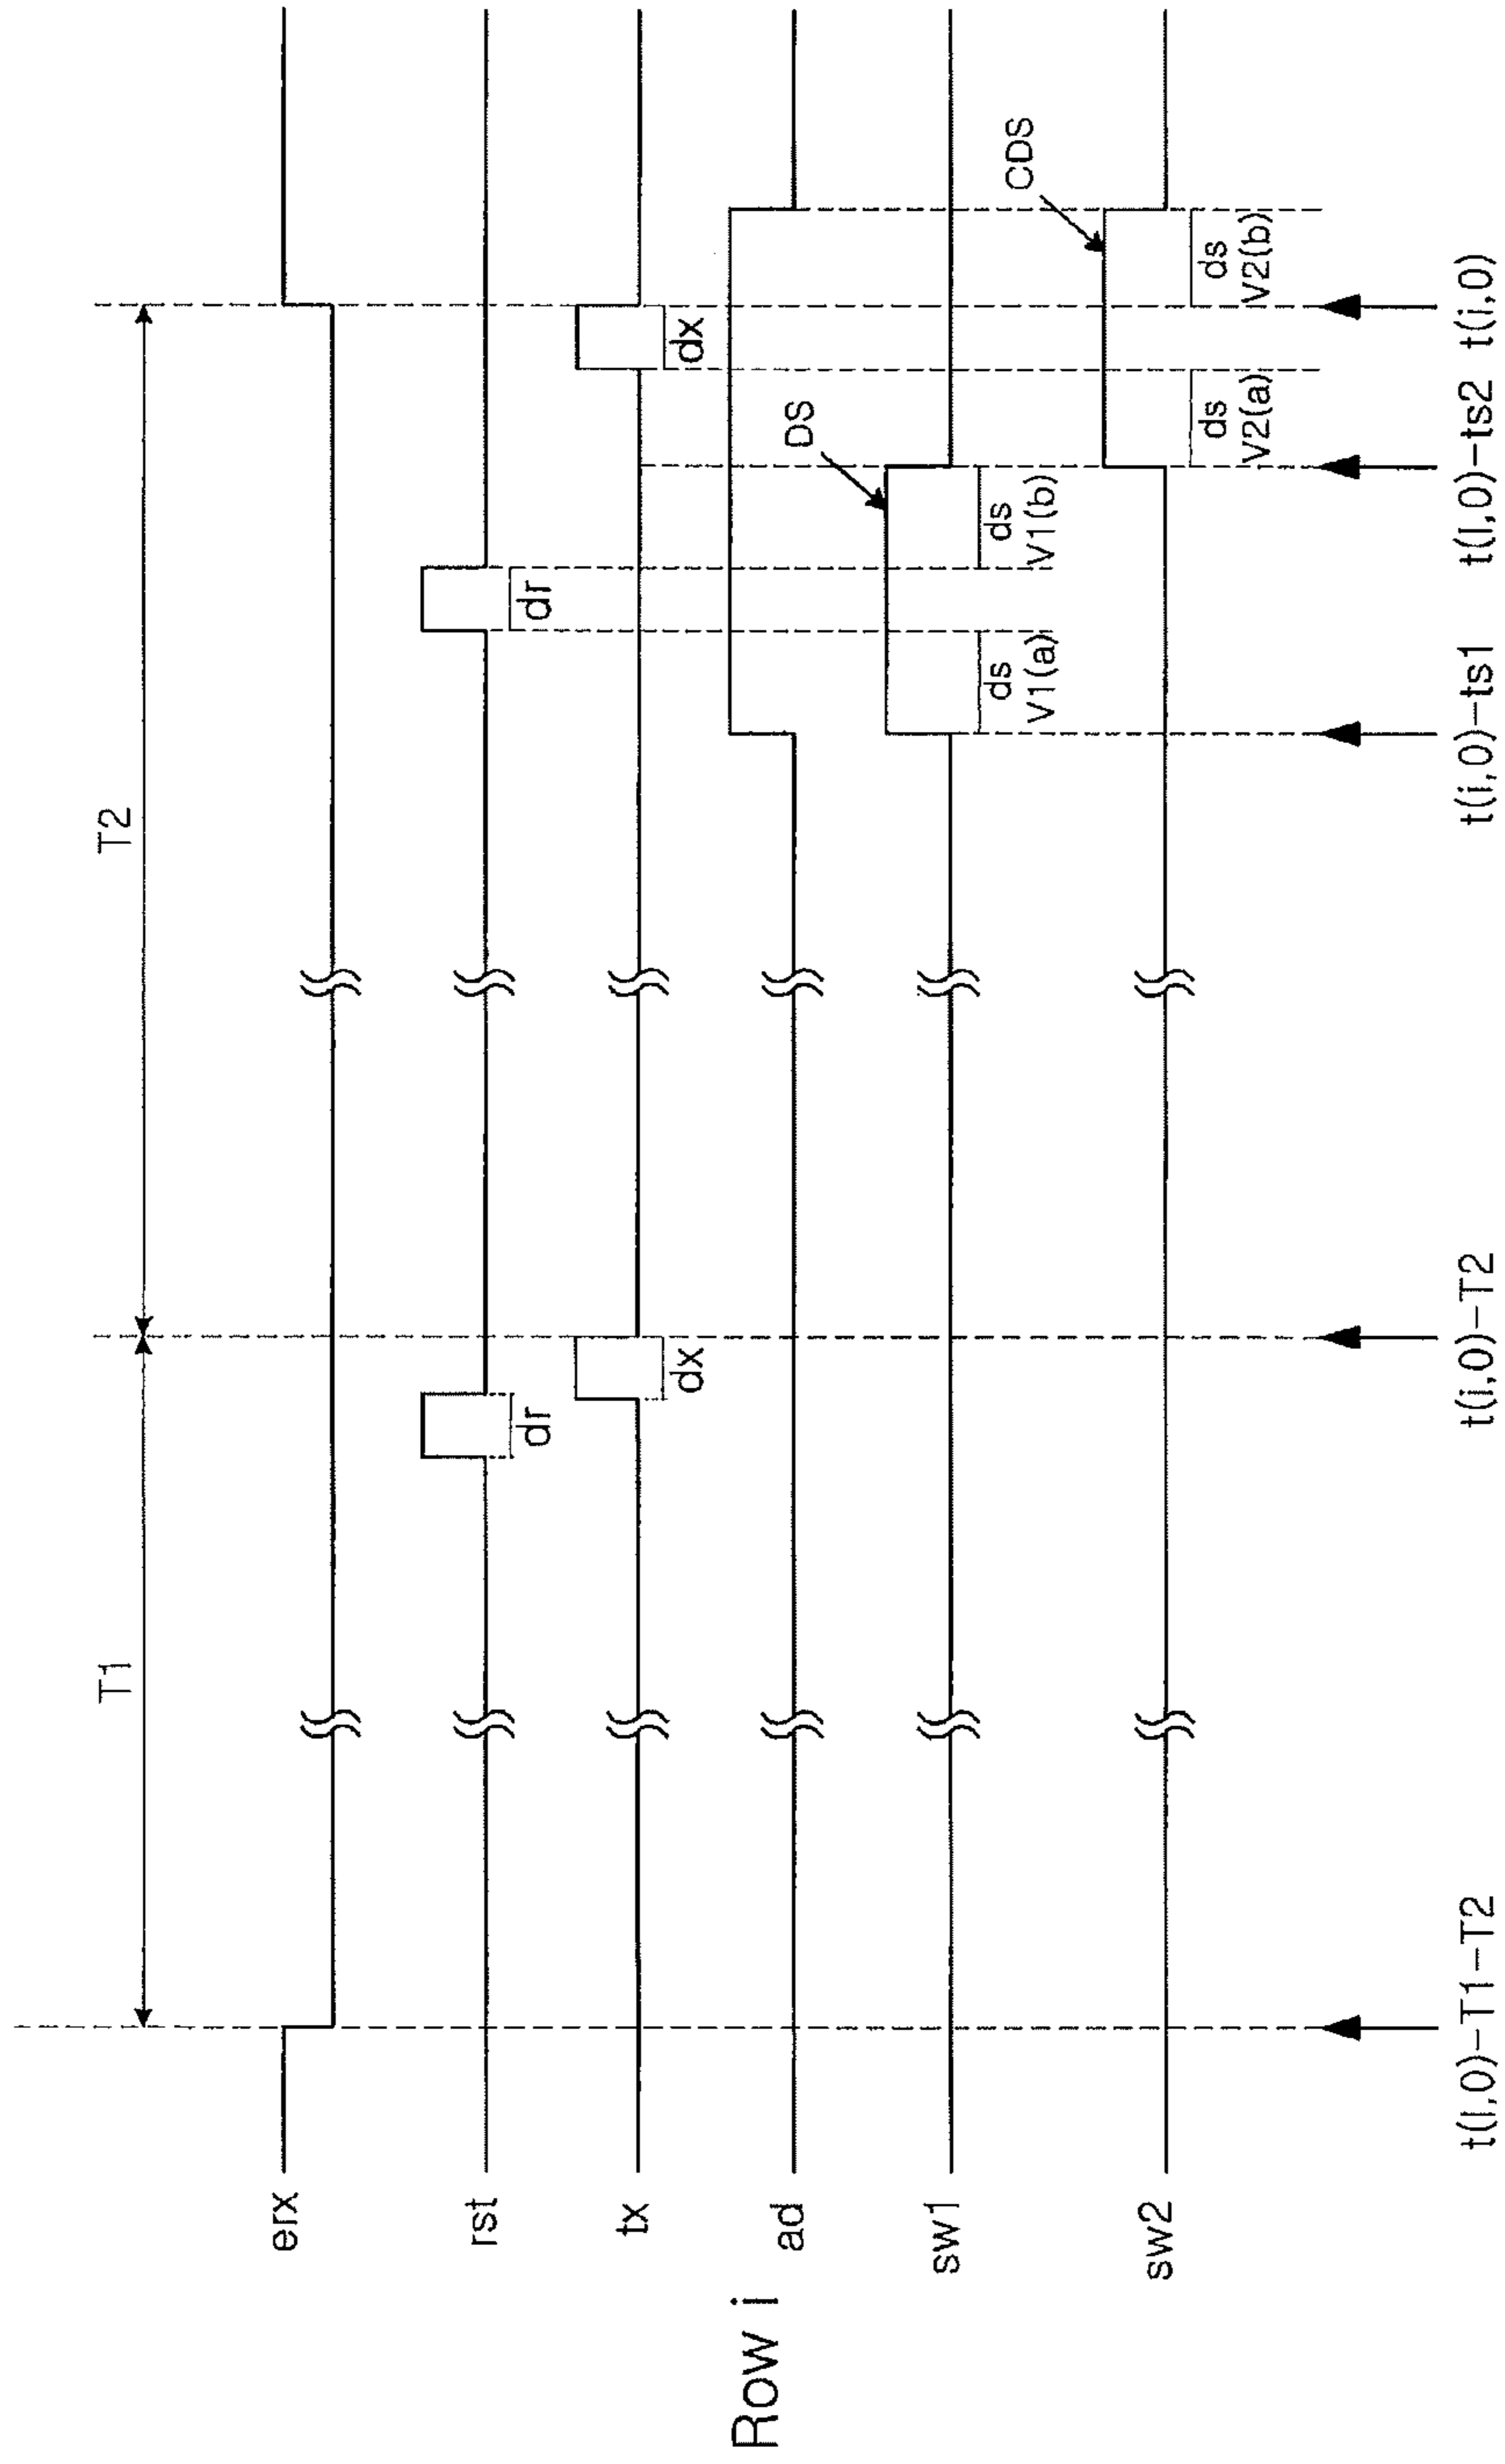 T1
T2
erx
rst
dr
dr
tx
dx
dx
Row i
ad
DS
sw1
ds
V1(a)
ds
V1(b)
CDS
sw2
ds
V2(a)
ds
V2(b)
t(i,0)-T1-T2
t(i,0)-T2
t(i,0)-ts1
t(i,0)-ts2
t(i,0)